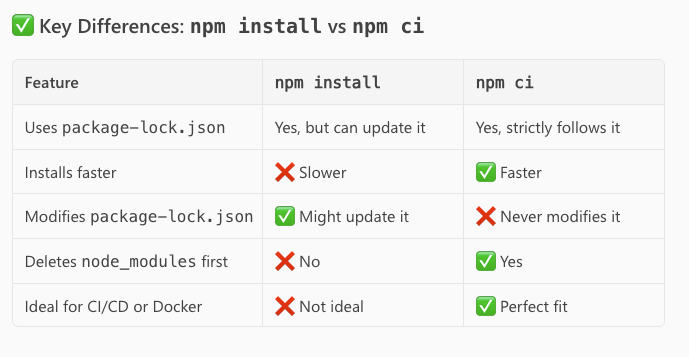 ✅ Key Differences: npm install vs npm ci
Feature npm install npm ci
Uses package-lock.json Yes, but can update it Yes, strictly follows it
Installs faster ❌ Slower ✅ Faster
Modifies package-lock.json ✅ Might update it ❌ Never modifies it
Deletes node_modules first ❌ No ✅ Yes
Ideal for CI/CD or Docker ❌ Not ideal ✅ Perfect fit